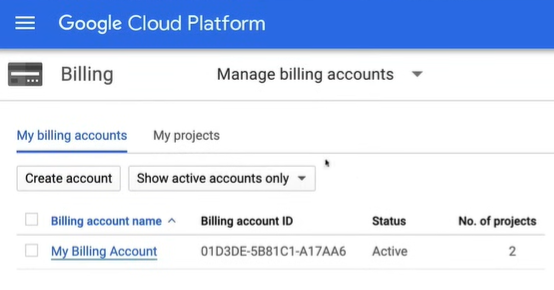 Google Cloud Platform
Billing Manage billing accounts
My billing accounts My projects
Create account Show active accounts only
Billing account name Billing account ID Status No. of projects
My Billing Account 01D3DE-5B81C1-A17AA6 Active 2